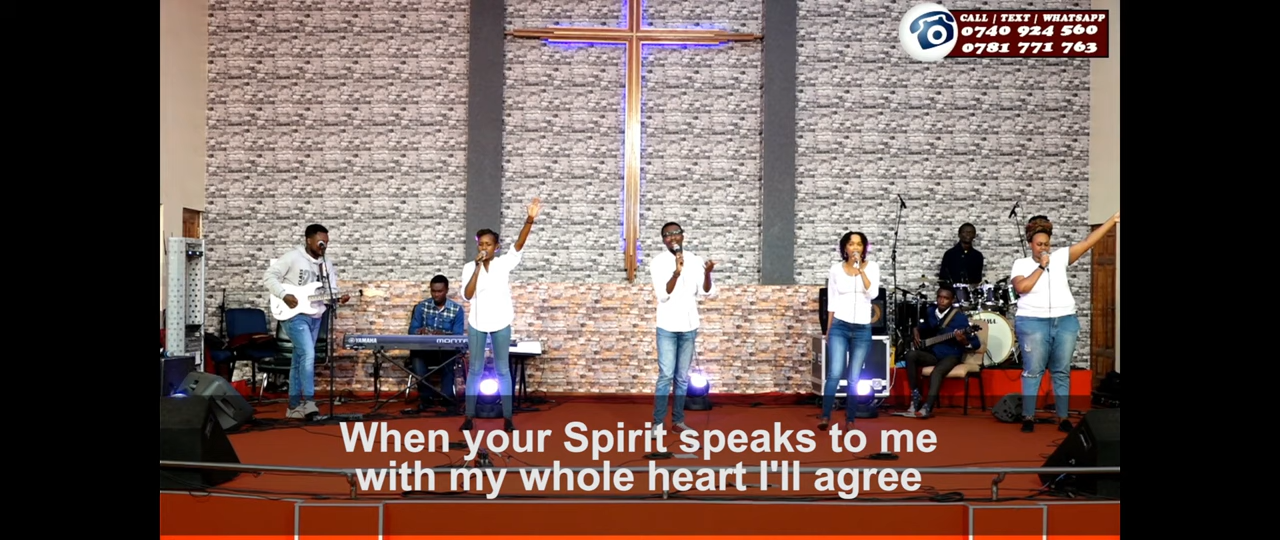 CALL / TEXT / WHATSAPP
0740 924 560
0781 771 763
YAMAHA
MONT
When your Spirit speaks to me
with my whole heart I'll agree